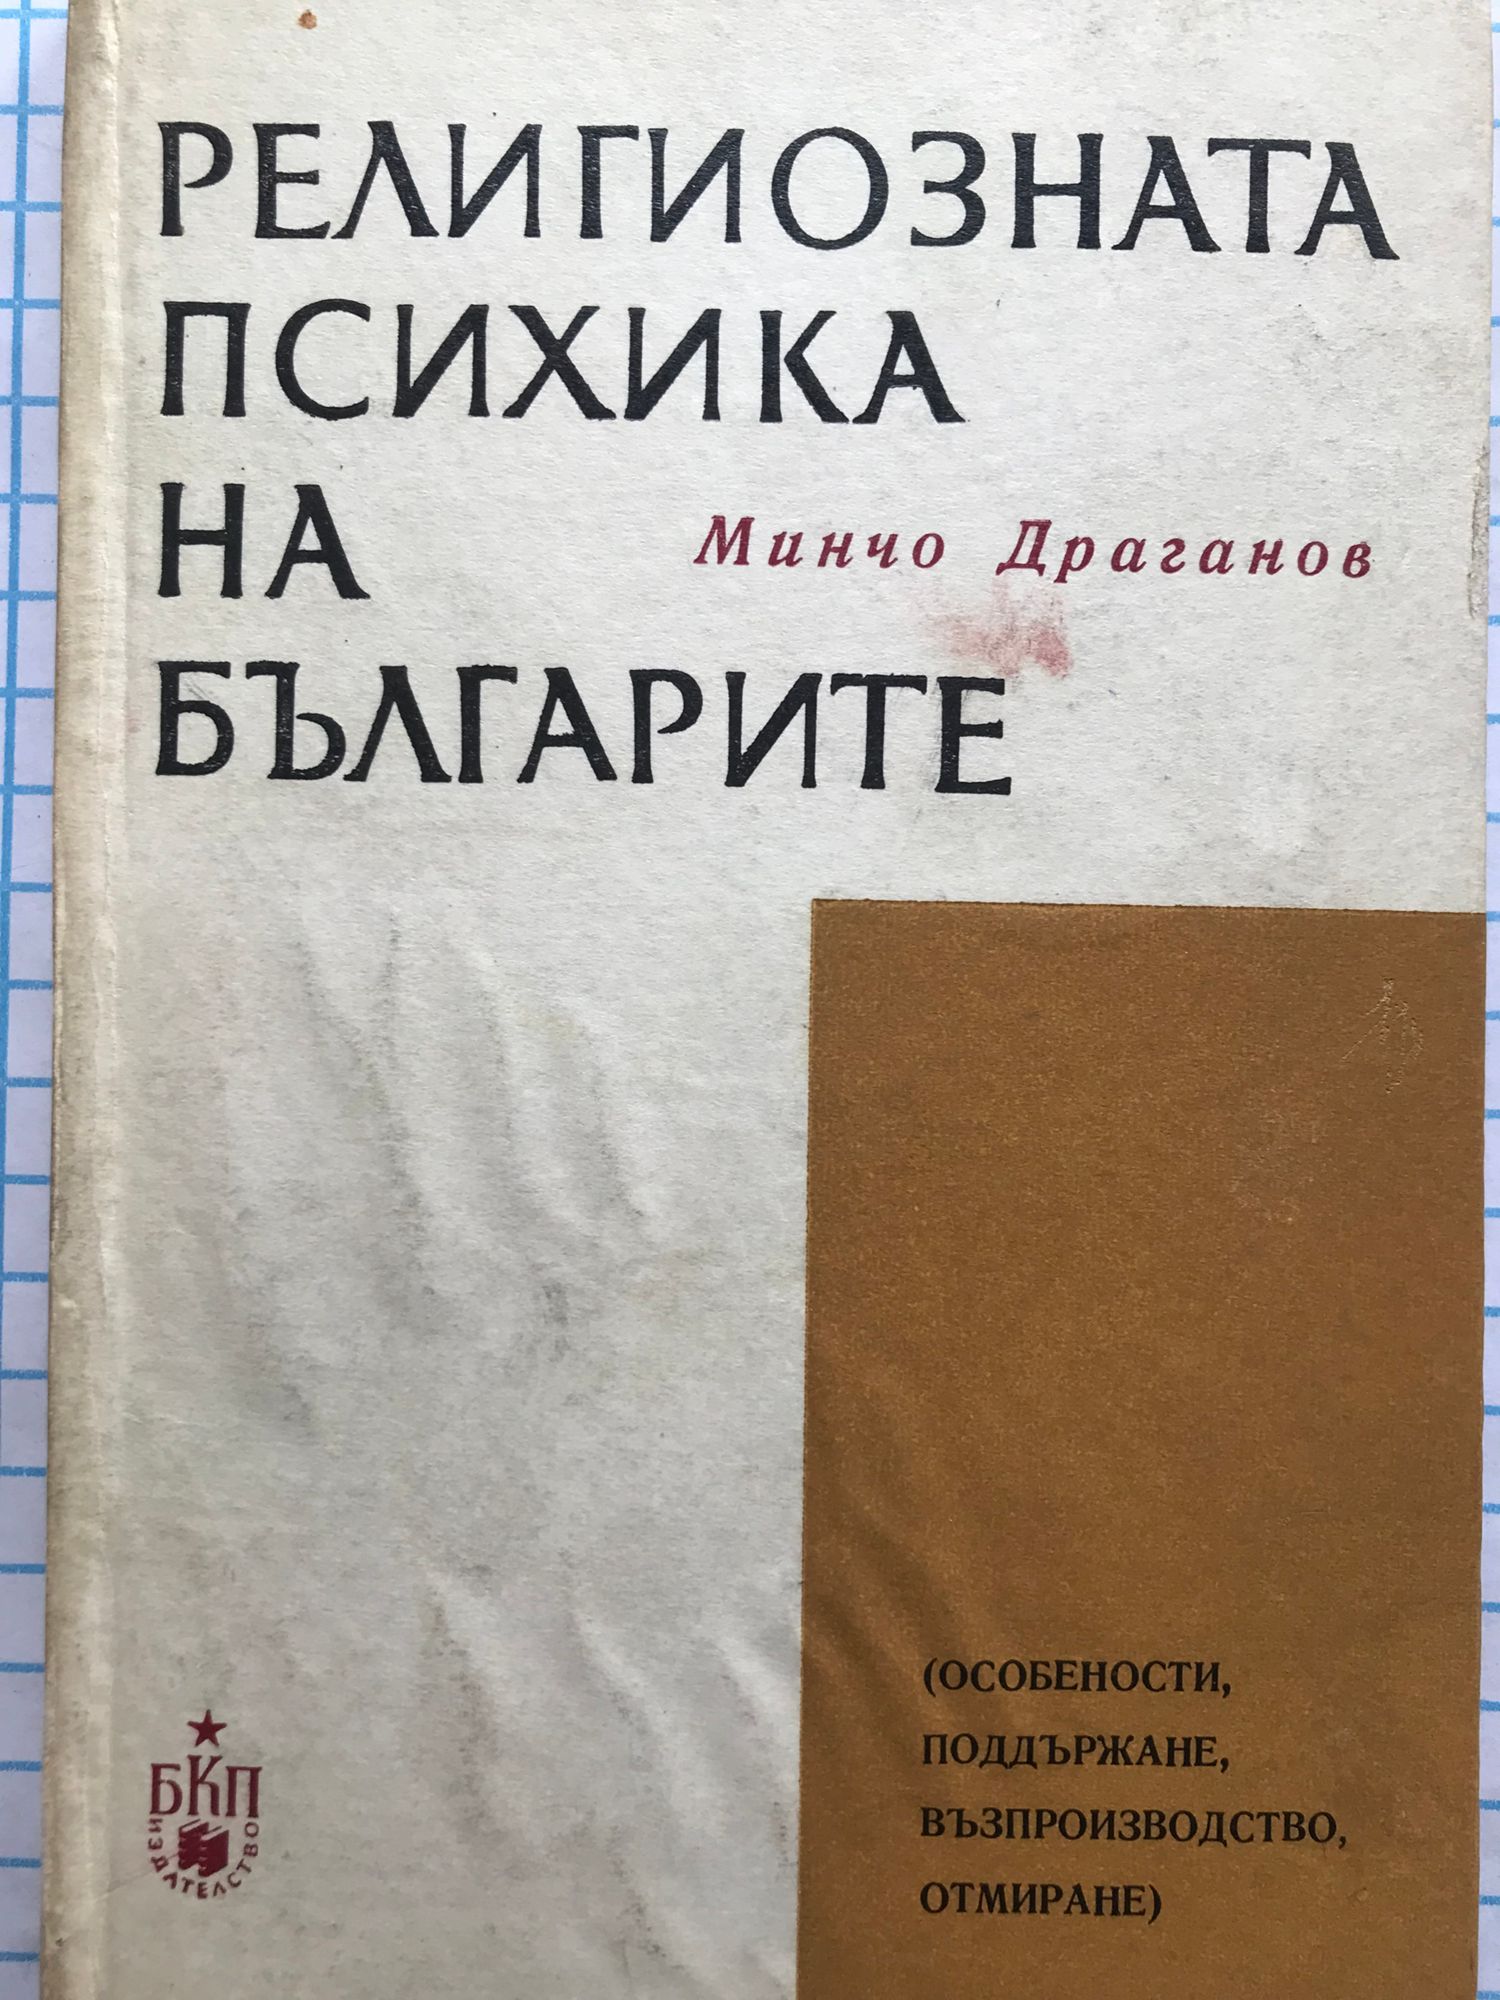 РЕЛИГИОЗНАТА
ПСИХИКА
НА
Минчо Драганов
БЪЛГАРИТЕ
(ОСОБЕНОСТИ,
ПОДДЪРЖАНЕ,
ВЪЗПРОИЗВОДСТВО,
ОТМИРАНЕ)
БКП
ИЗДАТЕЛСТВО